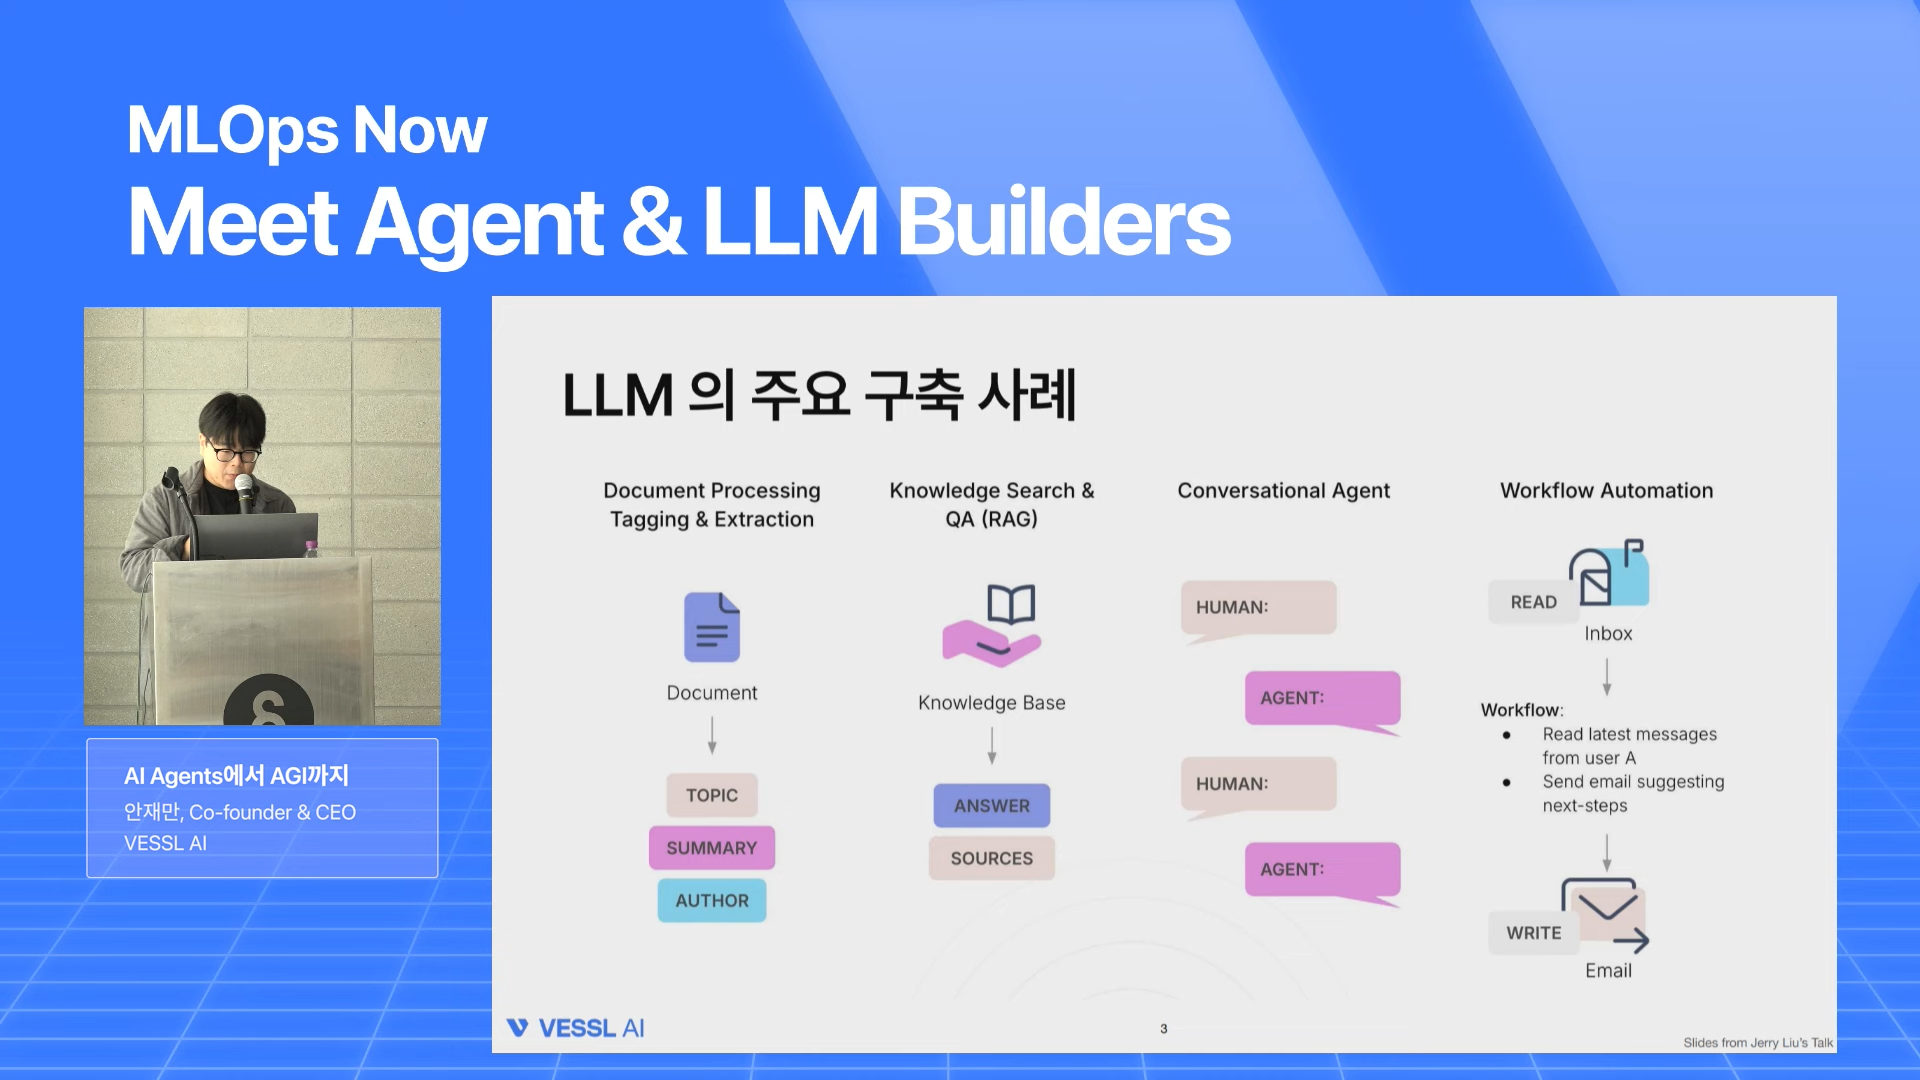 MLOps Now
Meet Agent & LLM Builders
AI Agents에서 AGI까지
안재만, Co-founder & CEO
VESSL AI
LLM 의 주요 구축 사례
Document Processing
Tagging & Extraction
Document
TOPIC
SUMMARY
AUTHOR
Knowledge Search &
QA (RAG)
Knowledge Base
ANSWER
SOURCES
Conversational Agent
HUMAN:
AGENT:
HUMAN:
AGENT:
Workflow Automation
READ
Inbox
Workflow:
● Read latest messages
from user A
● Send email suggesting
next-steps
WRITE
Email
VESSL AI
3
Slides from Jerry Liu's Talk